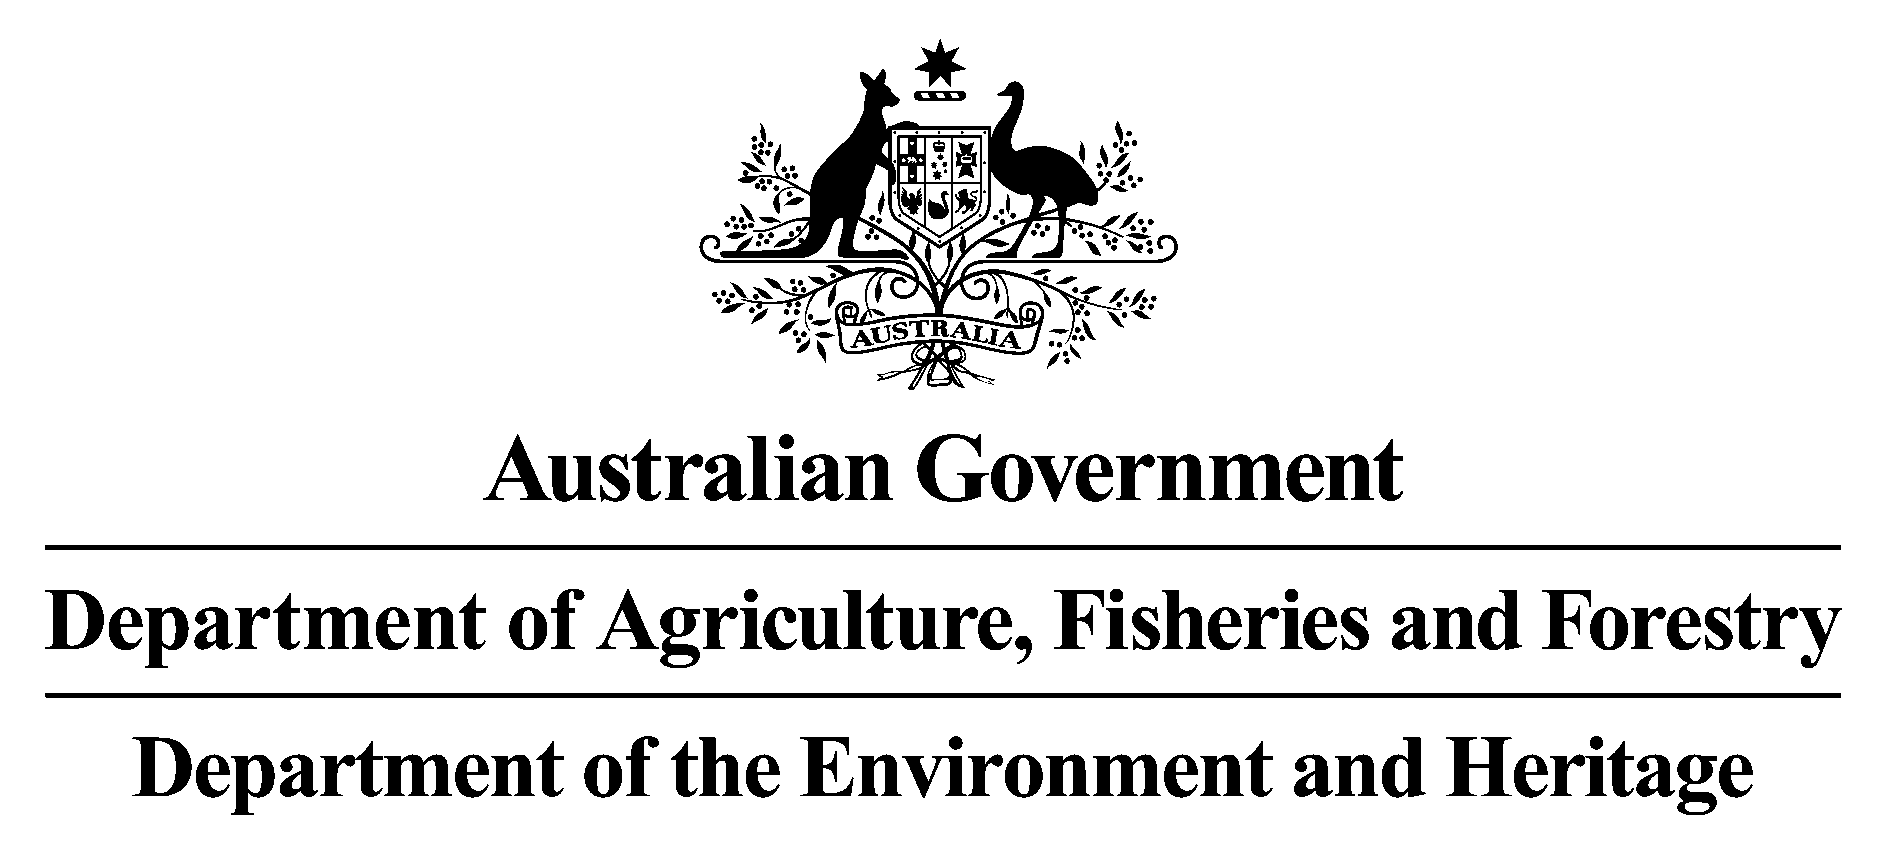 AUSTRALIA
Australian Government
Department of Agriculture, Fisheries and Forestry
Department of the Environment and Heritage